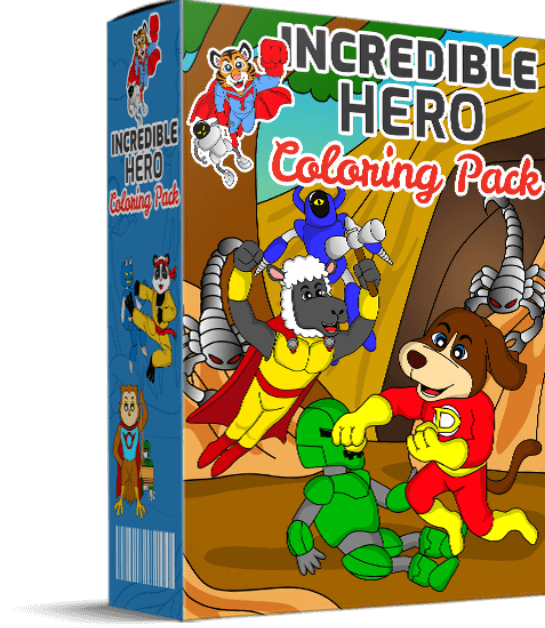 INCREDIBLE
HERO
Coloring Pack
INCREDIBLE
HERO
Coloring Pack
D